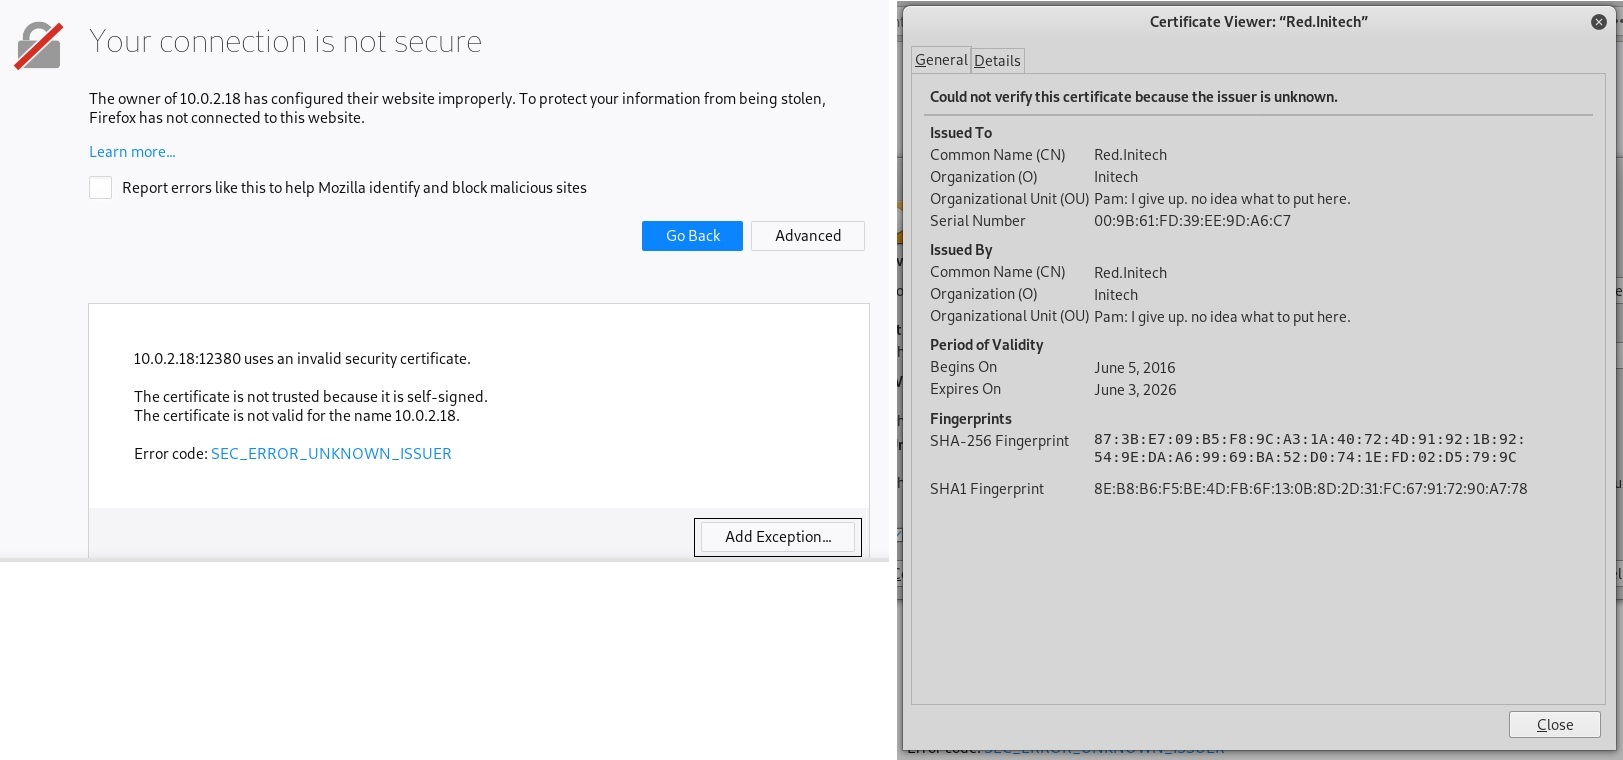 Your connection is not secure
The owner of 10.0.2.18 has configured their website improperly. To protect your information from being stolen,
Firefox has not connected to this website.
Learn more...
Report errors like this to help Mozilla identify and block malicious sites
Go Back
Advanced
10.0.2.18:12380 uses an invalid security certificate.
The certificate is not trusted because it is self-signed.
The certificate is not valid for the name 10.0.2.18.
Error code: SEC_ERROR_UNKNOWN_ISSUER
Add Exception...
Certificate Viewer: “Red.Initech”
General
Details
Could not verify this certificate because the issuer is unknown.
Issued To
Common Name (CN) Red.Initech
Organization (O) Initech
Organizational Unit (OU) Pam: I give up. no idea what to put here.
Serial Number 00:9B:61:FD:39:EE:9D:A6:C7
Issued By
Common Name (CN) Red.Initech
Organization (O) Initech
Organizational Unit (OU) Pam: I give up. no idea what to put here.
Period of Validity
Begins On June 5, 2016
Expires On June 3, 2026
Fingerprints
SHA-256 Fingerprint 87:3B:E7:09:B5:F8:9C:A3:1A:40:72:4D:91:92:1B:92:
54:9E:DA:A6:99:69:BA:52:D0:74:1E:FD:02:D5:79:9C
SHA1 Fingerprint 8E:B8:B6:F5:BE:4D:FB:6F:13:0B:8D:2D:31:FC:67:91:72:90:A7:78
Close
Error code: SEC_ERROR_UNKNOWN_ISSUER